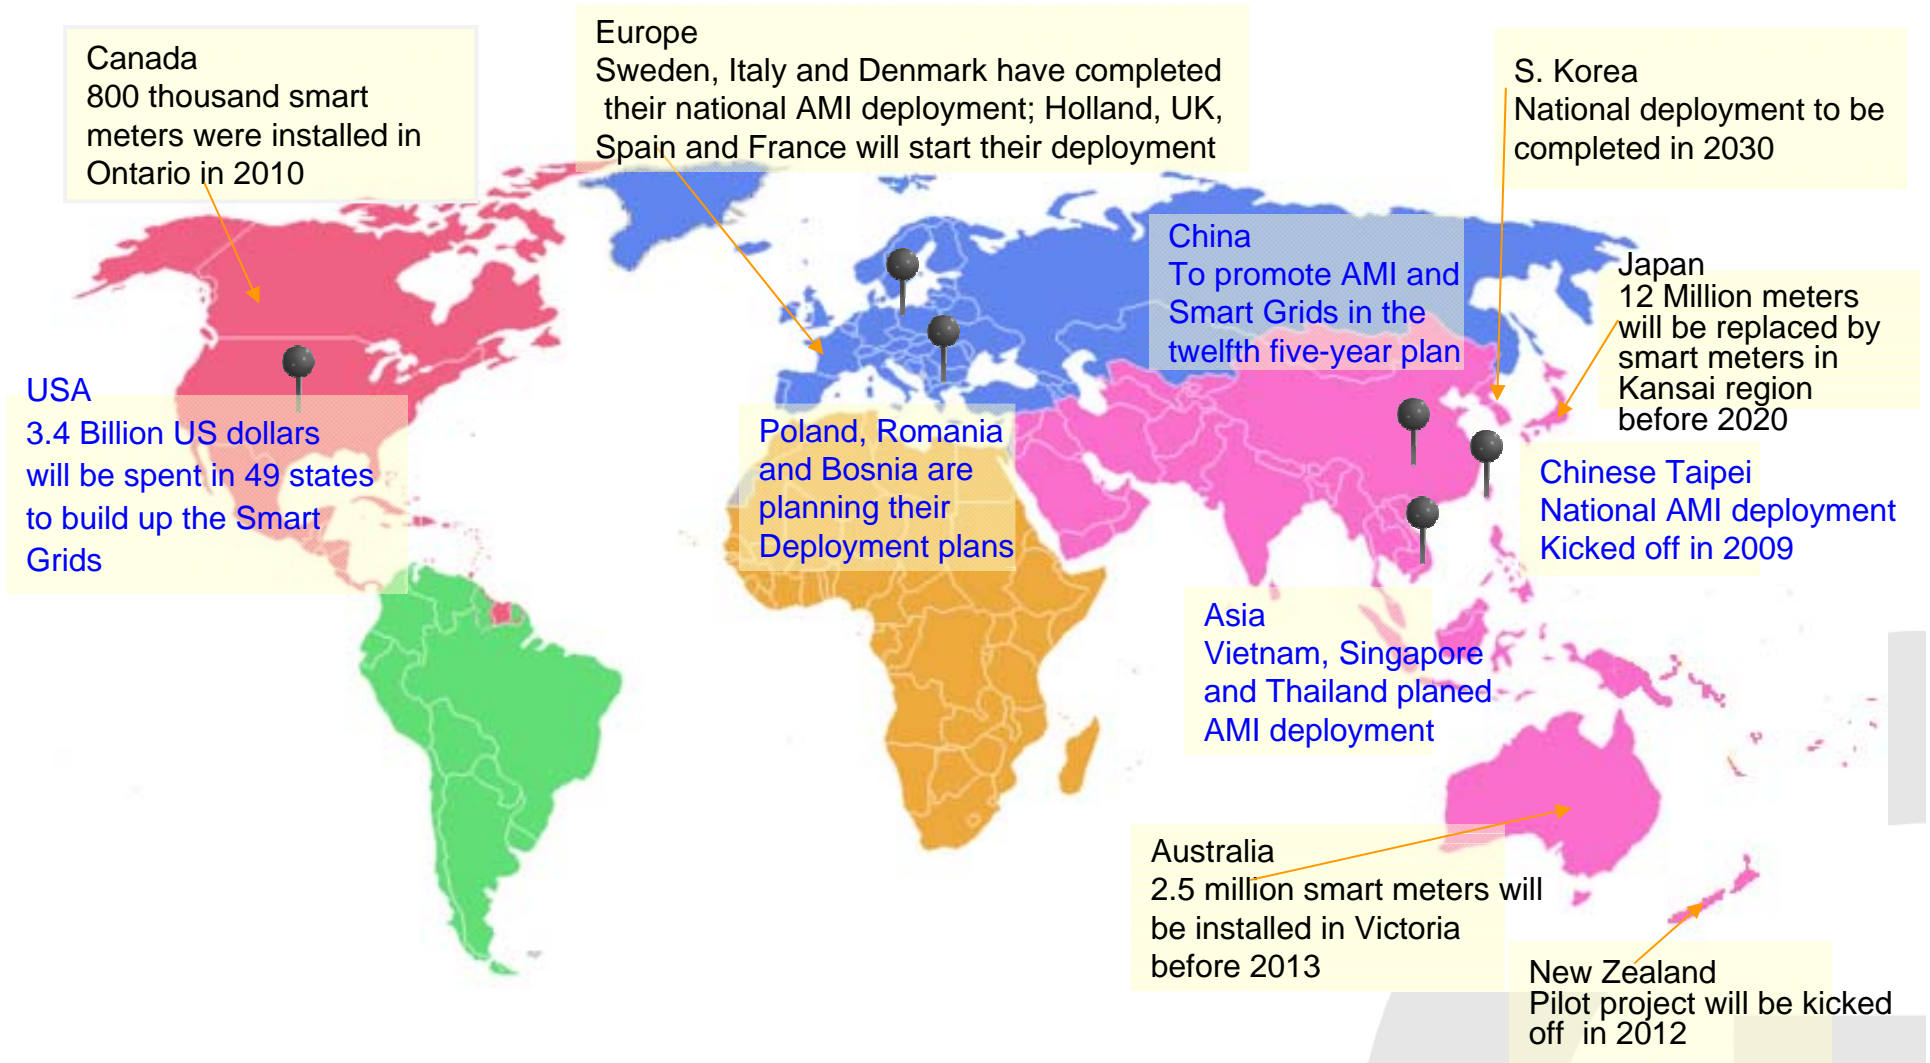 Canada
800 thousand smart
meters were installed in
Ontario in 2010
Europe
Sweden, Italy and Denmark have completed
their national AMI deployment; Holland, UK,
Spain and France will start their deployment
S. Korea
National deployment to be
completed in 2030
China
To promote AMI and
Smart Grids in the
twelfth five-year plan
Japan
12 Million meters
will be replaced by
smart meters in
Kansai region
before 2020
USA
3.4 Billion US dollars
will be spent in 49 states
to build up the Smart
Grids
Poland, Romania
and Bosnia are
planning their
Deployment plans
Chinese Taipei
National AMI deployment
Kicked off in 2009
Asia
Vietnam, Singapore
and Thailand planed
AMI deployment
Australia
2.5 million smart meters will
be installed in Victoria
before 2013
New Zealand
Pilot project will be kicked
off in 2012